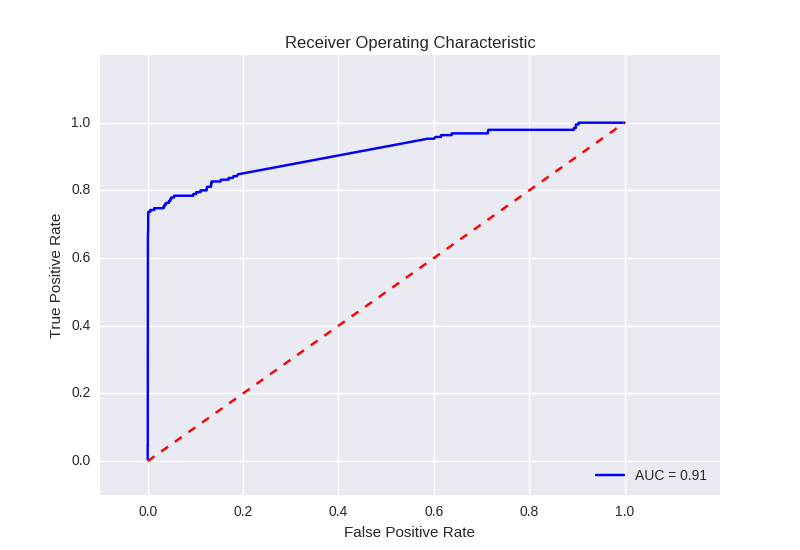 Receiver Operating Characteristic
True Positive Rate
1.0
0.8
0.6
0.4
0.2
0.0
AUC = 0.91
0.0 0.2 0.4 0.6 0.8 1.0
False Positive Rate